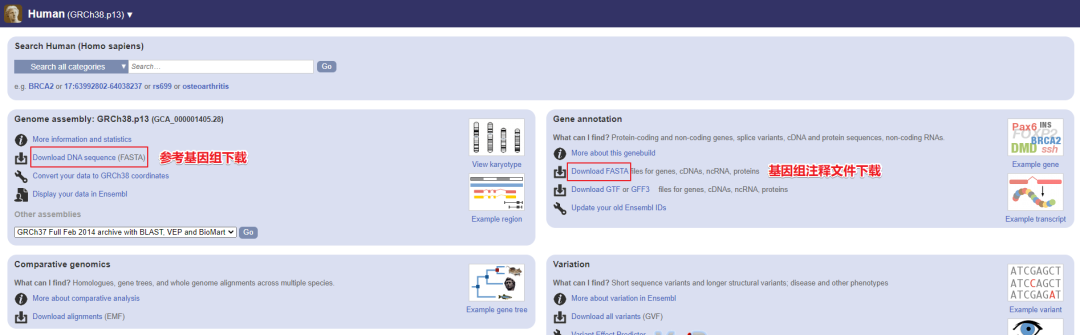 Human (GRCh38.p13) ▼
Search Human (Homo sapiens)
Search all categories ▼ Search... Go
e.g. BRCA2 or 17:63992802-64038237 or rs699 or osteoarthritis
Genome assembly: GRCh38.p13 (GCA_000001405.28)
More information and statistics
Download DNA sequence (FASTA) 参考基因组下载
Convert your data to GRCh38 coordinates
Display your data in Ensembl
Other assemblies
GRCh37 Full Feb 2014 archive with BLAST, VEP and BioMart Go
View karyotype
Example region
Gene annotation
What can I find? Protein-coding and non-coding genes, splice variants, cDNA and protein sequences, non-coding RNAs.
More about this genebuild
Download FASTA files for genes, cDNAs, ncRNA, proteins 基因组注释文件下载
Download GTF or GFF3 files for genes, cDNAs, ncRNA, proteins
Update your old Ensembl IDs
Pax6 INS
FOXP2
BRCA2
DMD ssh
Example gene
Example transcript
Comparative genomics
What can I find? Homologues, gene trees, and whole genome alignments across multiple species.
More about comparative analysis
Download alignments (EMF)
Example gene tree
Variation
What can I find? Short sequence variants and longer structural variants; disease and other phenotypes
More about variation in Ensembl
Download all variants (GVF)
Variant Effect Predictor
ATCGAGCT
ATCCAGCT
ATCGAGAT
Example variant